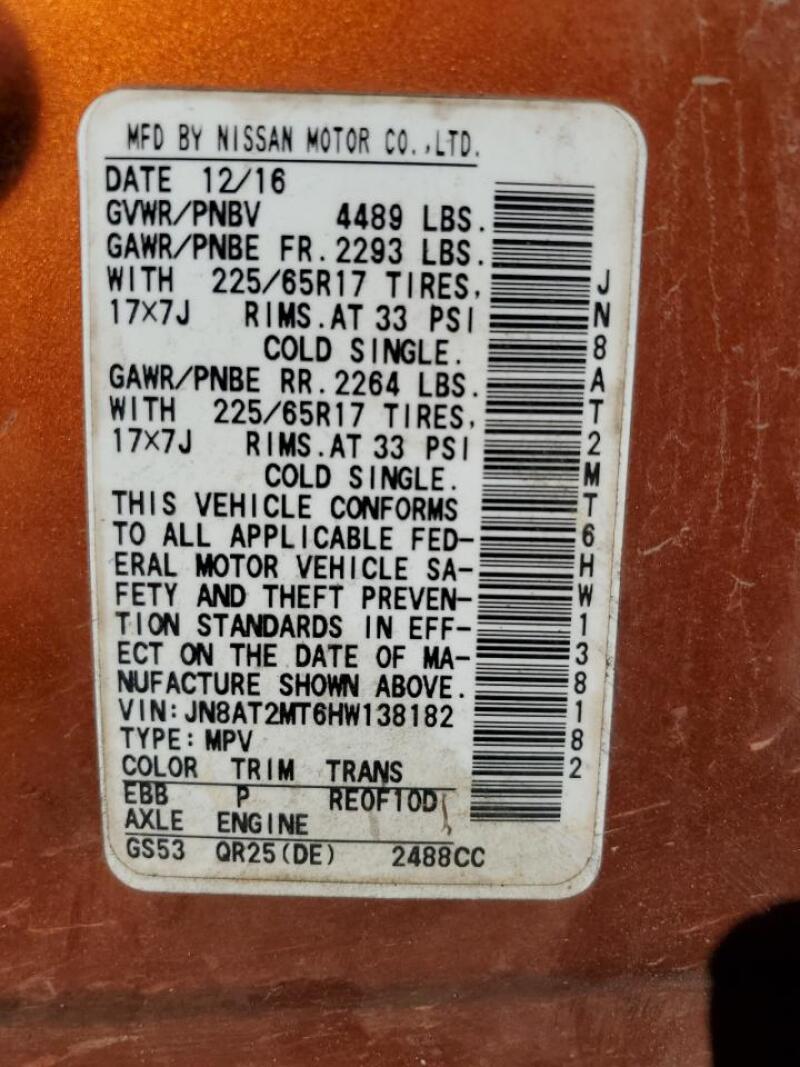 MFD BY NISSAN MOTOR CO.,LTD.
DATE 12/16
GVWR/PNBV 4489 LBS.
GAWR/PNBE FR. 2293 LBS.
WITH 225/65R17 TIRES,
17×7J RIMS. AT 33 PSI
COLD SINGLE.
GAWR/PNBE RR. 2264 LBS.
WITH 225/65R17 TIRES,
17×7J RIMS. AT 33 PSI
COLD SINGLE.
THIS VEHICLE CONFORMS
TO ALL APPLICABLE FED-
ERAL MOTOR VEHICLE SA-
FETY AND THEFT PREVEN-
TION STANDARDS IN EFF-
ECT ON THE DATE OF MA-
NUFACTURE SHOWN ABOVE.
VIN: JN8AT2MT6HW138182
TYPE: MPV
COLOR TRIM TRANS
EBB P RE0F10D
AXLE ENGINE
GS53 QR25(DE) 2488CC
JN8AT2MT6HW138182